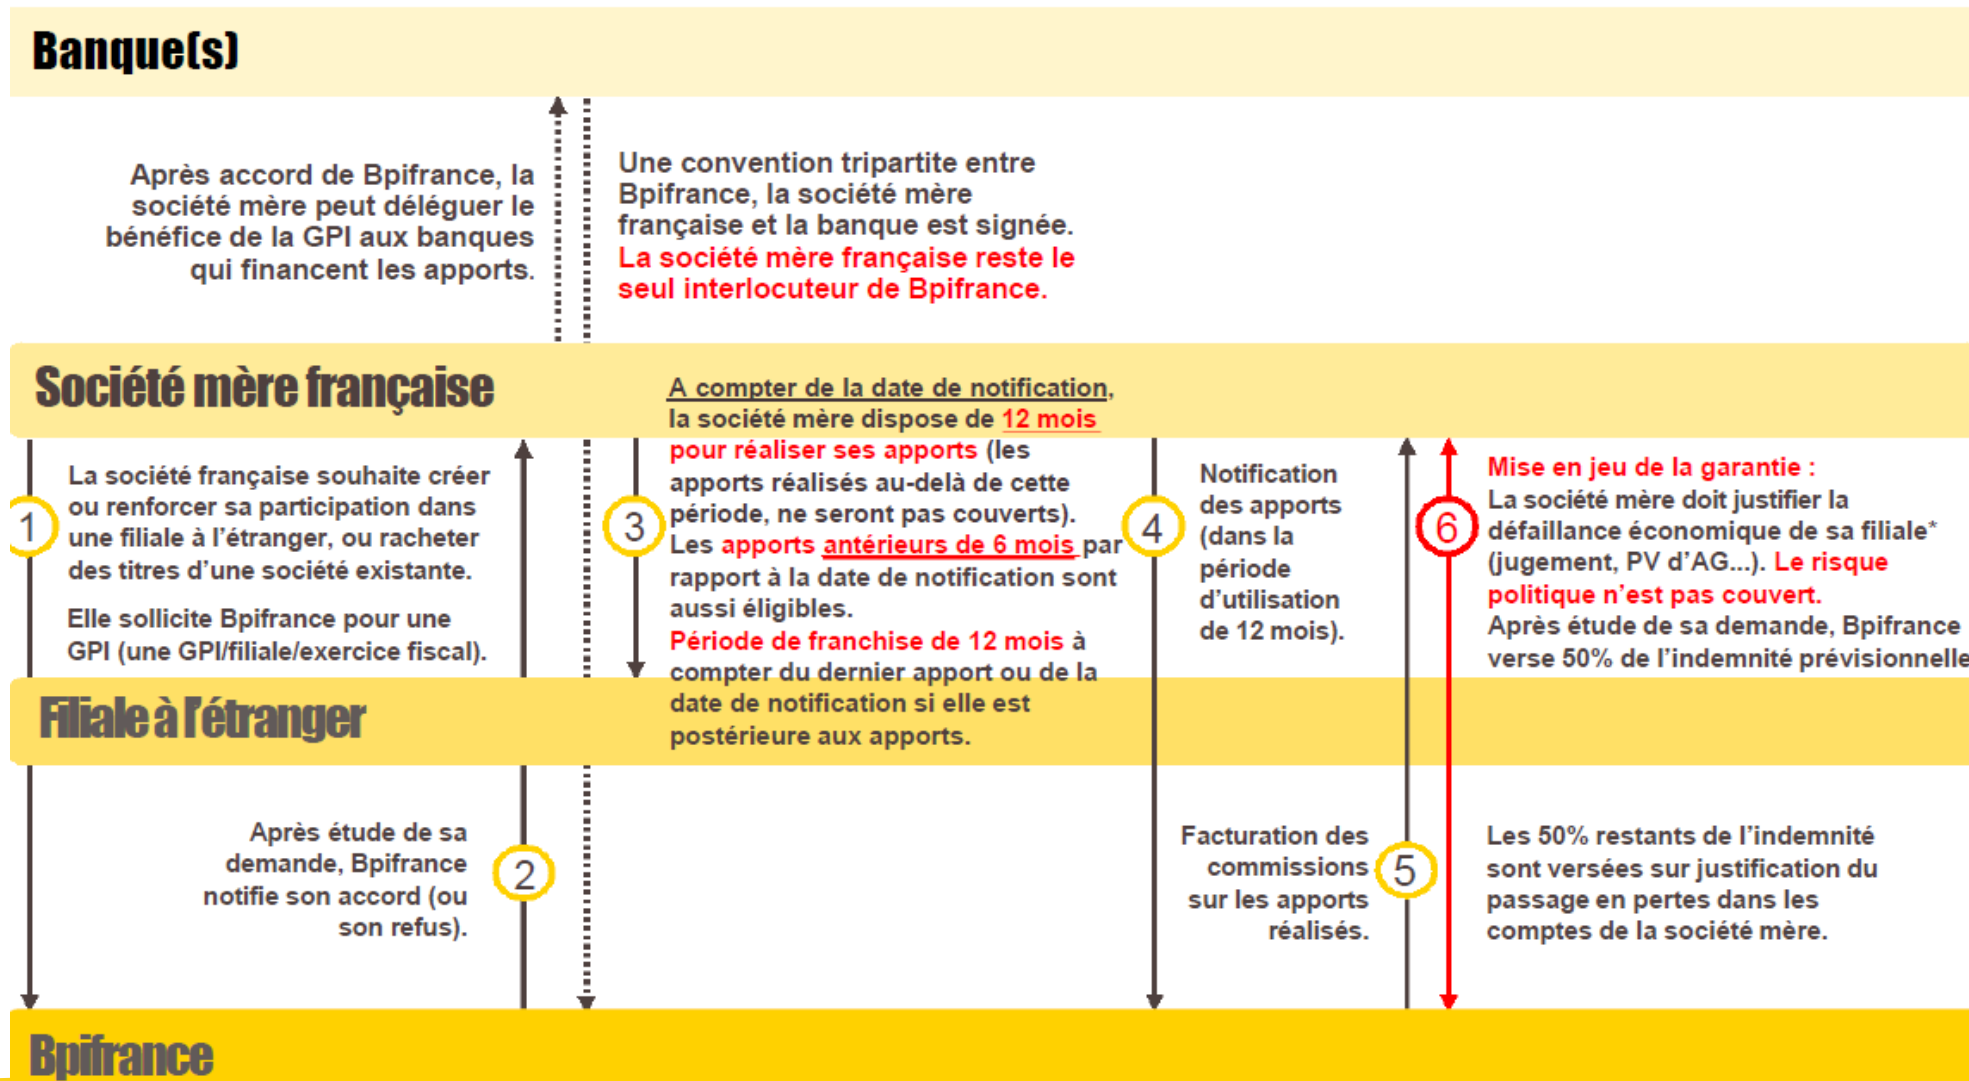 Banque(s)
Après accord de Bpifrance, la
société mère peut déléguer le
bénéfice de la GPI aux banques
qui financent les apports.
Une convention tripartite entre
Bpifrance, la société mère
française et la banque est signée.
La société mère française reste le
seul interlocuteur de Bpifrance.
Société mère française
1
La société française souhaite créer
ou renforcer sa participation dans
une filiale à l'étranger, ou racheter
des titres d'une société existante.
Elle sollicite Bpifrance pour une
GPI (une GPI/filiale/exercice fiscal).
3
A compter de la date de notification,
la société mère dispose de 12 mois
pour réaliser ses apports (les
apports réalisés au-delà de cette
période, ne seront pas couverts).
Les apports antérieurs de 6 mois par
rapport à la date de notification sont
aussi éligibles.
Période de franchise de 12 mois à
compter du dernier apport ou de la
date de notification si elle est
postérieure aux apports.
4
Notification
des apports
(dans la
période
d'utilisation
de 12 mois).
6
Mise en jeu de la garantie :
La société mère doit justifier la
défaillance économique de sa filiale*
(jugement, PV d'AG...). Le risque
politique n'est pas couvert.
Après étude de sa demande, Bpifrance
verse 50% de l'indemnité prévisionnelle
Filiale à l'étranger
Après étude de sa
demande, Bpifrance
notifie son accord (ou
son refus).
2
Facturation des
commissions
sur les apports
réalisés.
5
Les 50% restants de l'indemnité
sont versées sur justification du
passage en pertes dans les
comptes de la société mère.
Bpifrance